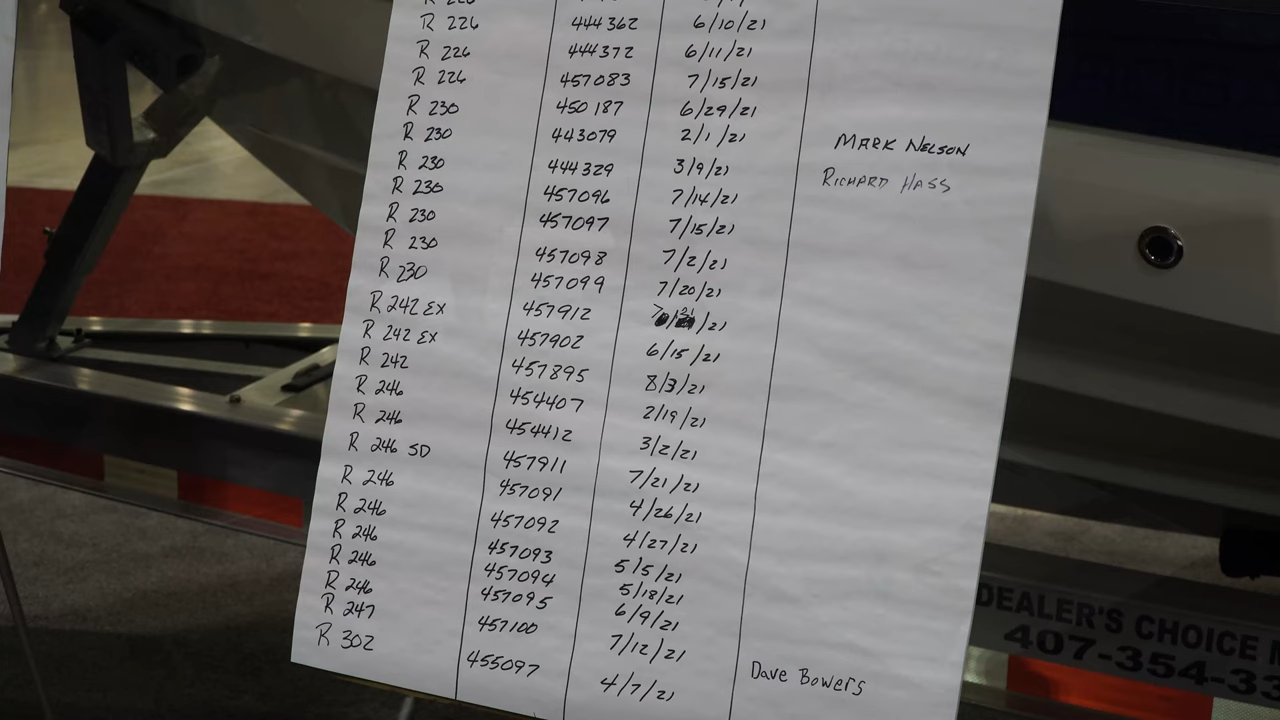 R 226 444362 6/10/21
R 226 444372 6/11/21
R 226 457083 7/15/21
R 230 450187 6/29/21
R 230 443079 2/1/21 MARK NELSON
R 230 444329 3/9/21 RICHARD HASS
R 230 457096 7/14/21
R 230 457097 7/15/21
R 230 457098 7/2/21
R 230 457099 7/20/21
R 242 EX 457912 /21
R 242 EX 457902 6/15/21
R 242 457895 8/3/21
R 246 454407 2/19/21
R 246 454412 3/2/21
R 246 SD 457911 7/21/21
R 246 457091 4/26/21
R 246 457092 4/27/21
R 246 457093 5/5/21
R 246 457094 5/18/21
R 246 457095 6/9/21
R 247 457100 7/12/21
R 302 455097 4/7/21 Dave Bowers
DEALER'S CHOICE
407-354-33